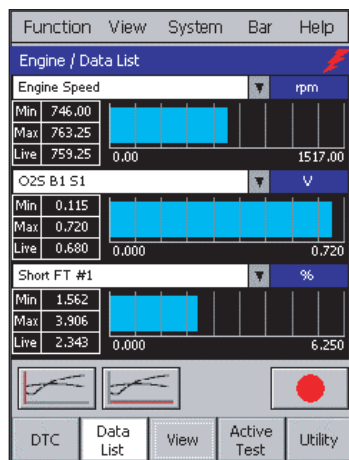 Function View System Bar Help
Engine / Data List
Engine Speed rpm
Min 746.00
Max 763.25
Live 759.25 0.00 1517.00
O2S B1 S1 V
Min 0.115
Max 0.720
Live 0.680 0.000 0.720
Short FT #1 %
Min 1.562
Max 3.906
Live 2.343 0.000 6.250
DTC Data List View Active Test Utility